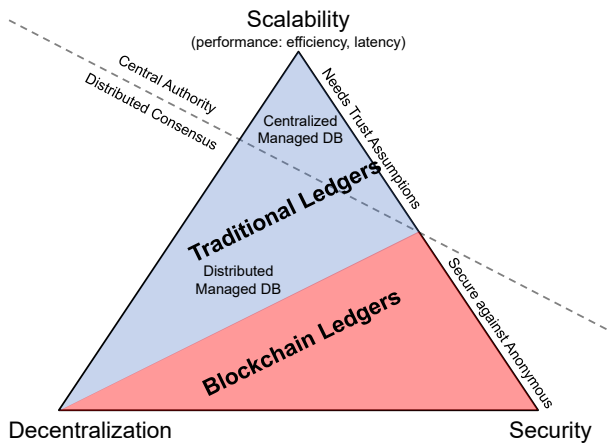 Scalability
(performance: efficiency, latency)
Central Authority
Distributed Consensus
Needs Trust Assumptions
Centralized
Managed DB
Traditional Ledgers
Distributed
Managed DB
Secure against Anonymous
Blockchain Ledgers
Decentralization
Security